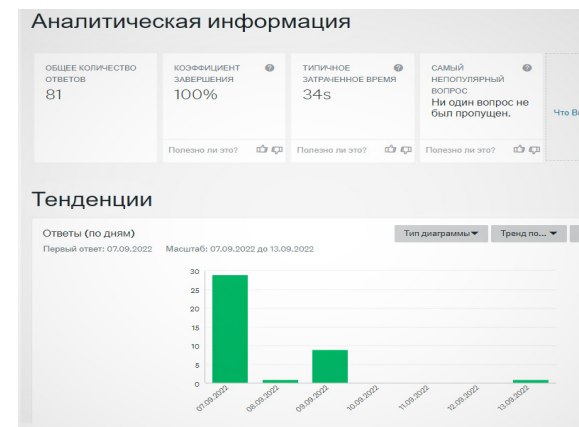 Аналитическая информация
ОБЩЕЕ КОЛИЧЕСТВО ОТВЕТОВ
81
КОЭФФИЦИЕНТ ЗАВЕРШЕНИЯ
100%
Полезно ли это?
ТИПИЧНОЕ ЗАТРАЧЕННОЕ ВРЕМЯ
34s
Полезно ли это?
САМЫЙ НЕПОПУЛЯРНЫЙ ВОПРОС
Ни один вопрос не
был пропущен.
Полезно ли это?
Что
Тенденции
Ответы (по дням)
Первый ответ: 07.09.2022 Масштаб: 07.09.2022 до 13.09.2022
Тип диаграммы Тренд по...
30
25
20
15
10
5
0
07.09.2022 08.09.2022 09.09.2022 10.09.2022 11.09.2022 12.09.2022 13.09.2022